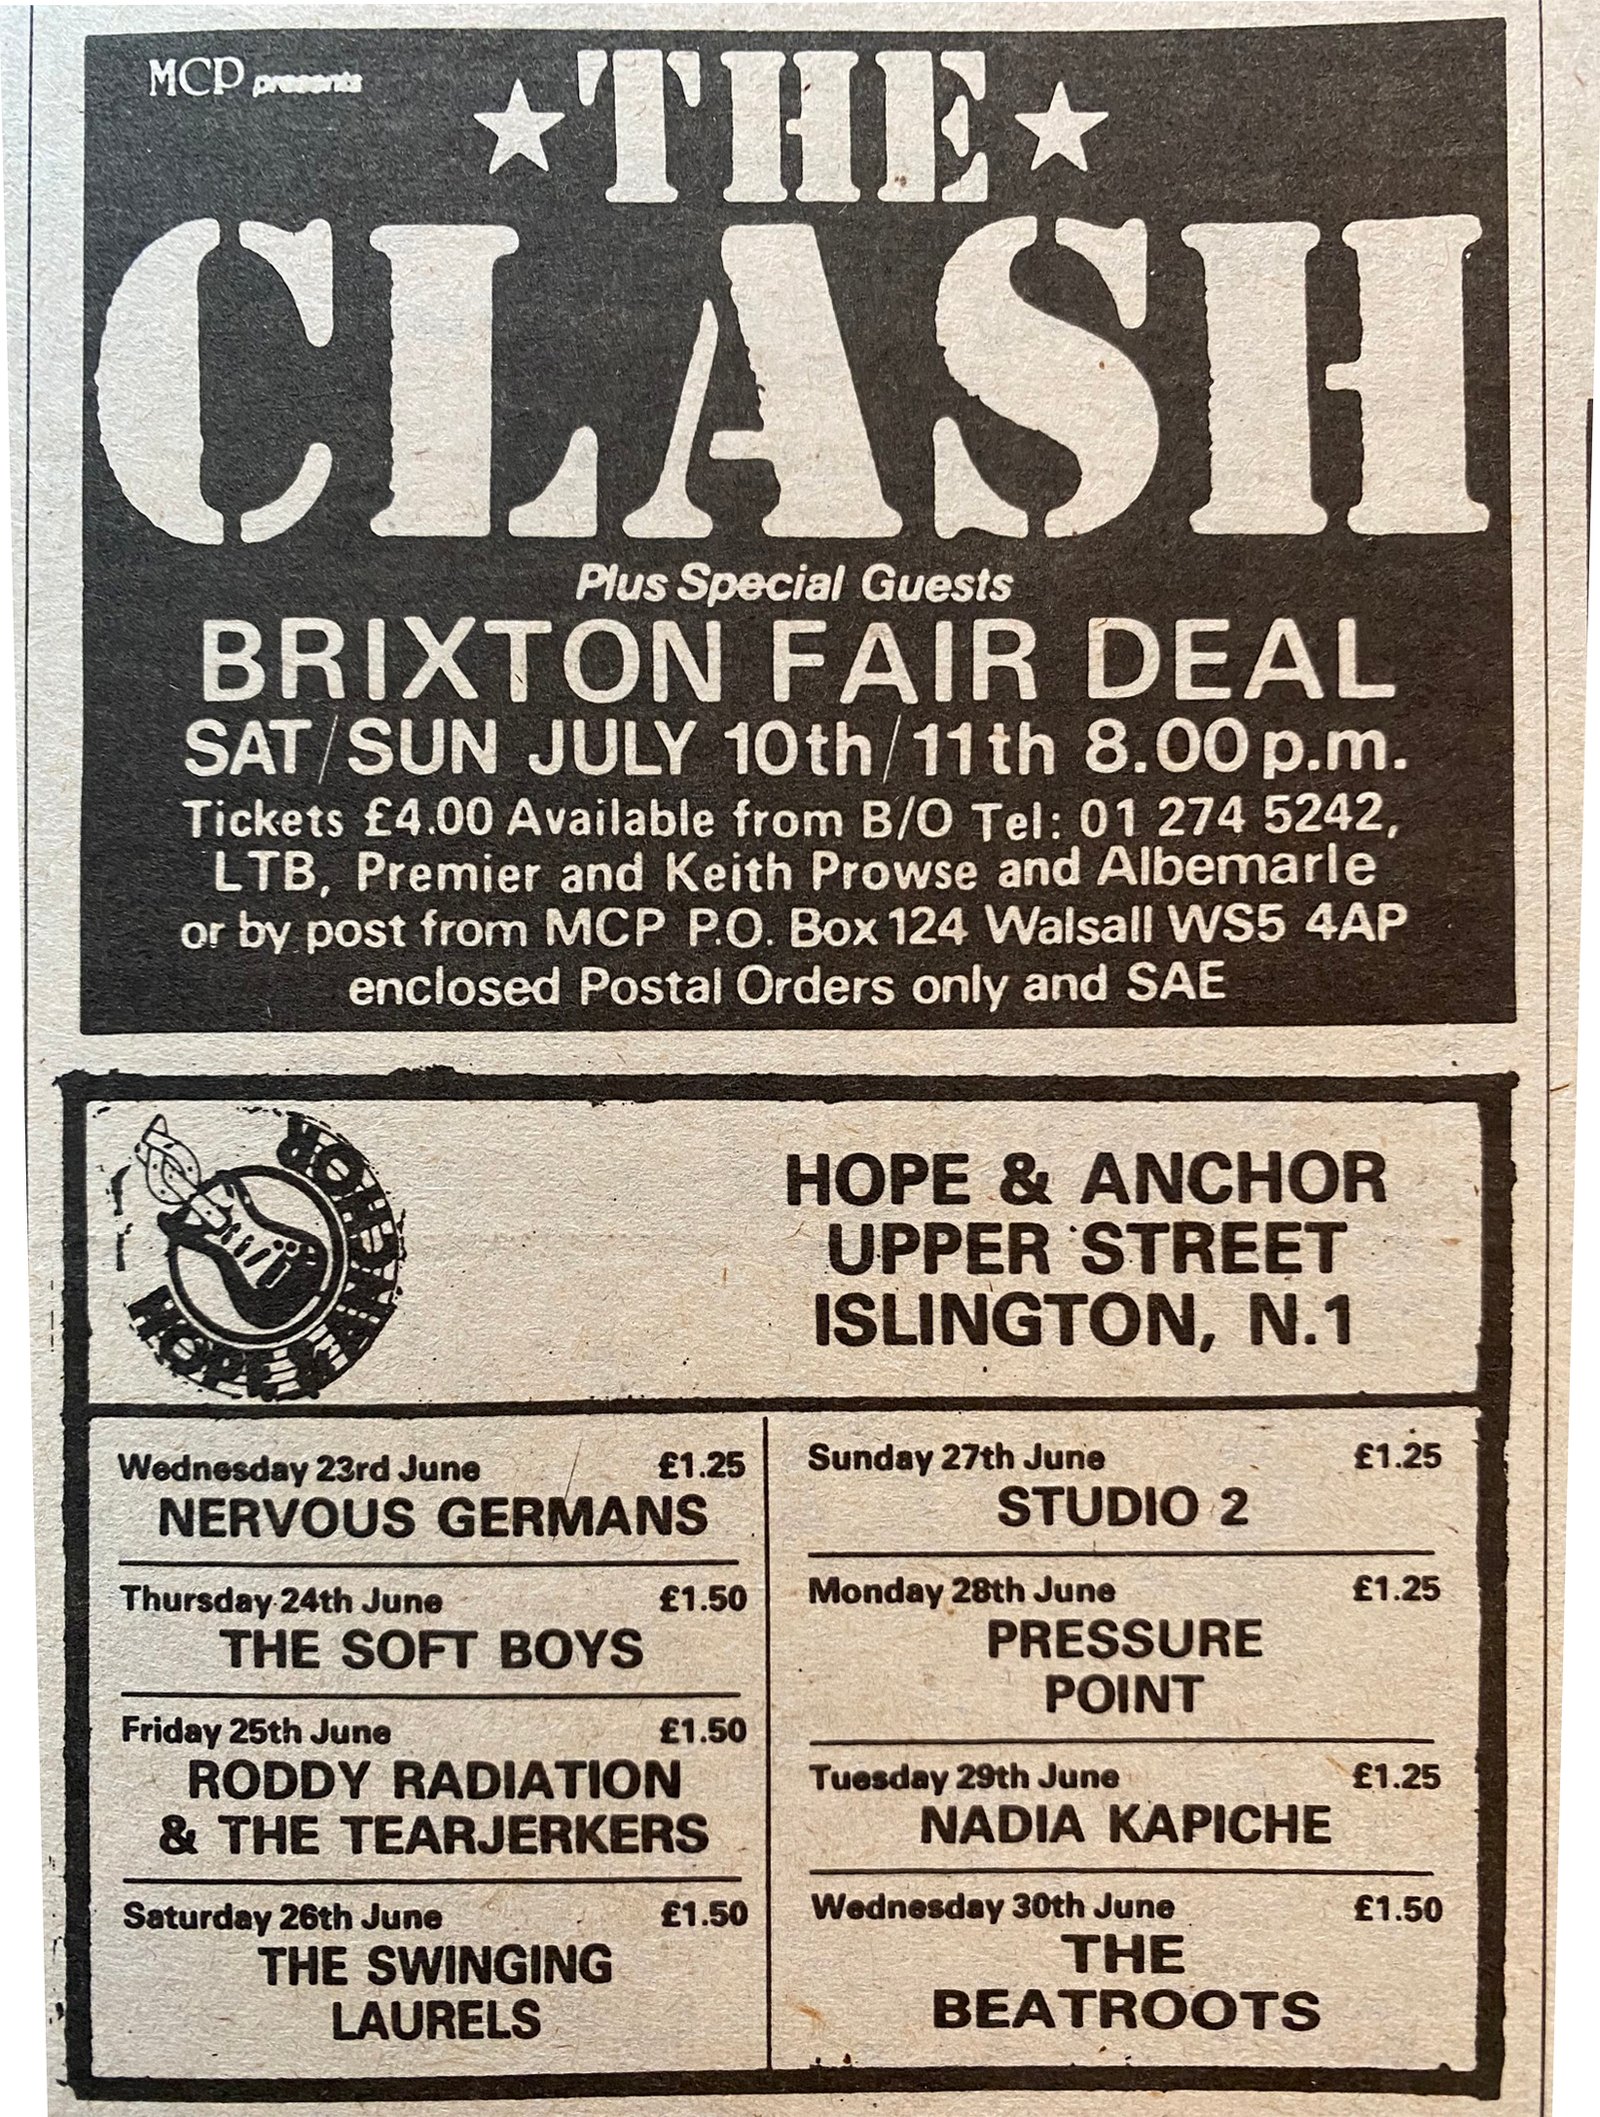 MCP presents
THE
CLASH
Plus Special Guests
BRIXTON FAIR DEAL
SAT/SUN JULY 10th/11th 8.00p.m.
Tickets £4.00 Available from B/O Tel: 01 274 5242,
LTB, Premier and Keith Prowse and Albemarle
or by post from MCP P.O. Box 124 Walsall WS5 4AP
enclosed Postal Orders only and SAE
HOPE & ANCHOR
HOPE & ANCHOR
UPPER STREET
ISLINGTON, N.1
Wednesday 23rd June £1.25
NERVOUS GERMANS
Thursday 24th June £1.50
THE SOFT BOYS
Friday 25th June £1.50
RODDY RADIATION
& THE TEARJERKERS
Saturday 26th June £1.50
THE SWINGING
LAURELS
Sunday 27th June £1.25
STUDIO 2
Monday 28th June £1.25
PRESSURE
POINT
Tuesday 29th June £1.25
NADIA KAPICHE
Wednesday 30th June £1.50
THE
BEATROOTS